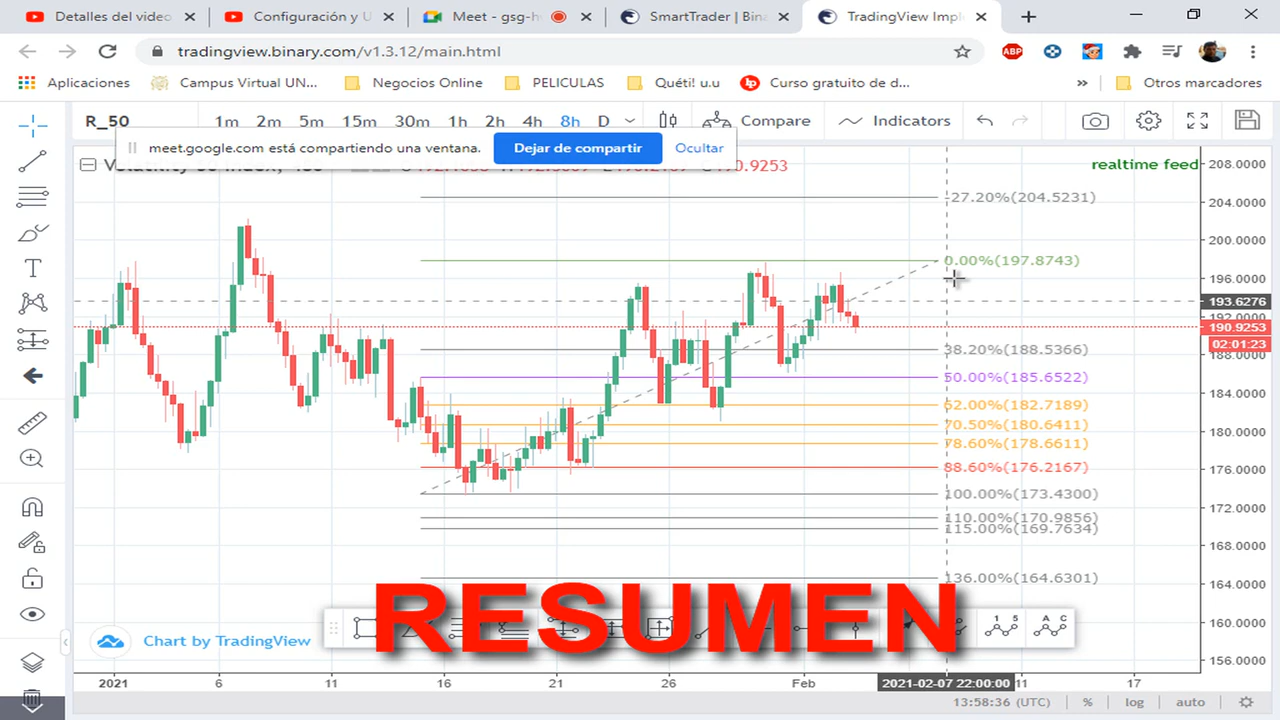 Detalles del video
Configuración y U
Meet - gsg-h
SmartTrader | Bin
TradingView Imp
tradingview.binary.com/v1.3.12/main.html
ABP
Aplicaciones
Campus Virtual UN...
Negocios Online
PELICULAS
Quéti! u.u
Curso gratuito de d...
»
Otros marcadores
R_50
1m 2m 5m 15m 30m 1h 2h 4h 8h D
Compare
Indicators
meet.google.com está compartiendo una ventana.
Dejar de compartir
Ocultar
realtime feed
208.0000
-27.20%(204.5231)
204.0000
200.0000
0.00%(197.8743)
196.0000
193.6276
192.0000
190.9253
02:01:23
188.0000
38.20%(188.5366)
50.00%(185.6522)
184.0000
62.00%(182.7189)
70.50%(180.6411)
180.0000
78.60%(178.6611)
88.60%(176.2167)
176.0000
100.00%(173.4300)
172.0000
110.00%(170.9856)
115.00%(169.7634)
168.0000
136.00%(164.6301)
164.0000
160.0000
156.0000
RESUMEN
Chart by TradingView
2021 6 11 16 21 26 Feb 2021-02-07 22:00:00 11 17
13:58:36 (UTC) % log auto